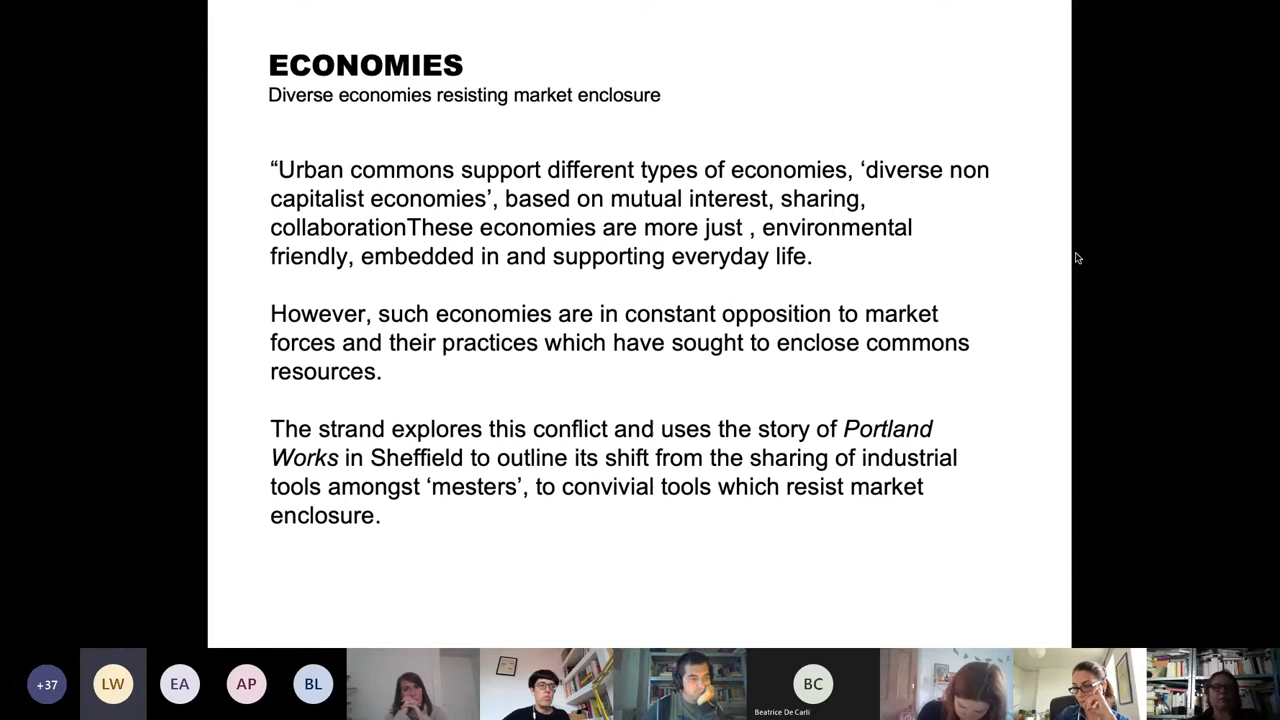 ECONOMIES
Diverse economies resisting market enclosure
“Urban commons support different types of economies, ‘diverse non
capitalist economies’, based on mutual interest, sharing,
collaborationThese economies are more just , environmental
friendly, embedded in and supporting everyday life.
However, such economies are in constant opposition to market
forces and their practices which have sought to enclose commons
resources.
The strand explores this conflict and uses the story of Portland
Works in Sheffield to outline its shift from the sharing of industrial
tools amongst ‘mesters’, to convivial tools which resist market
enclosure.
+37
LW
EA
AP
BL
BC
Beatrice De Carli